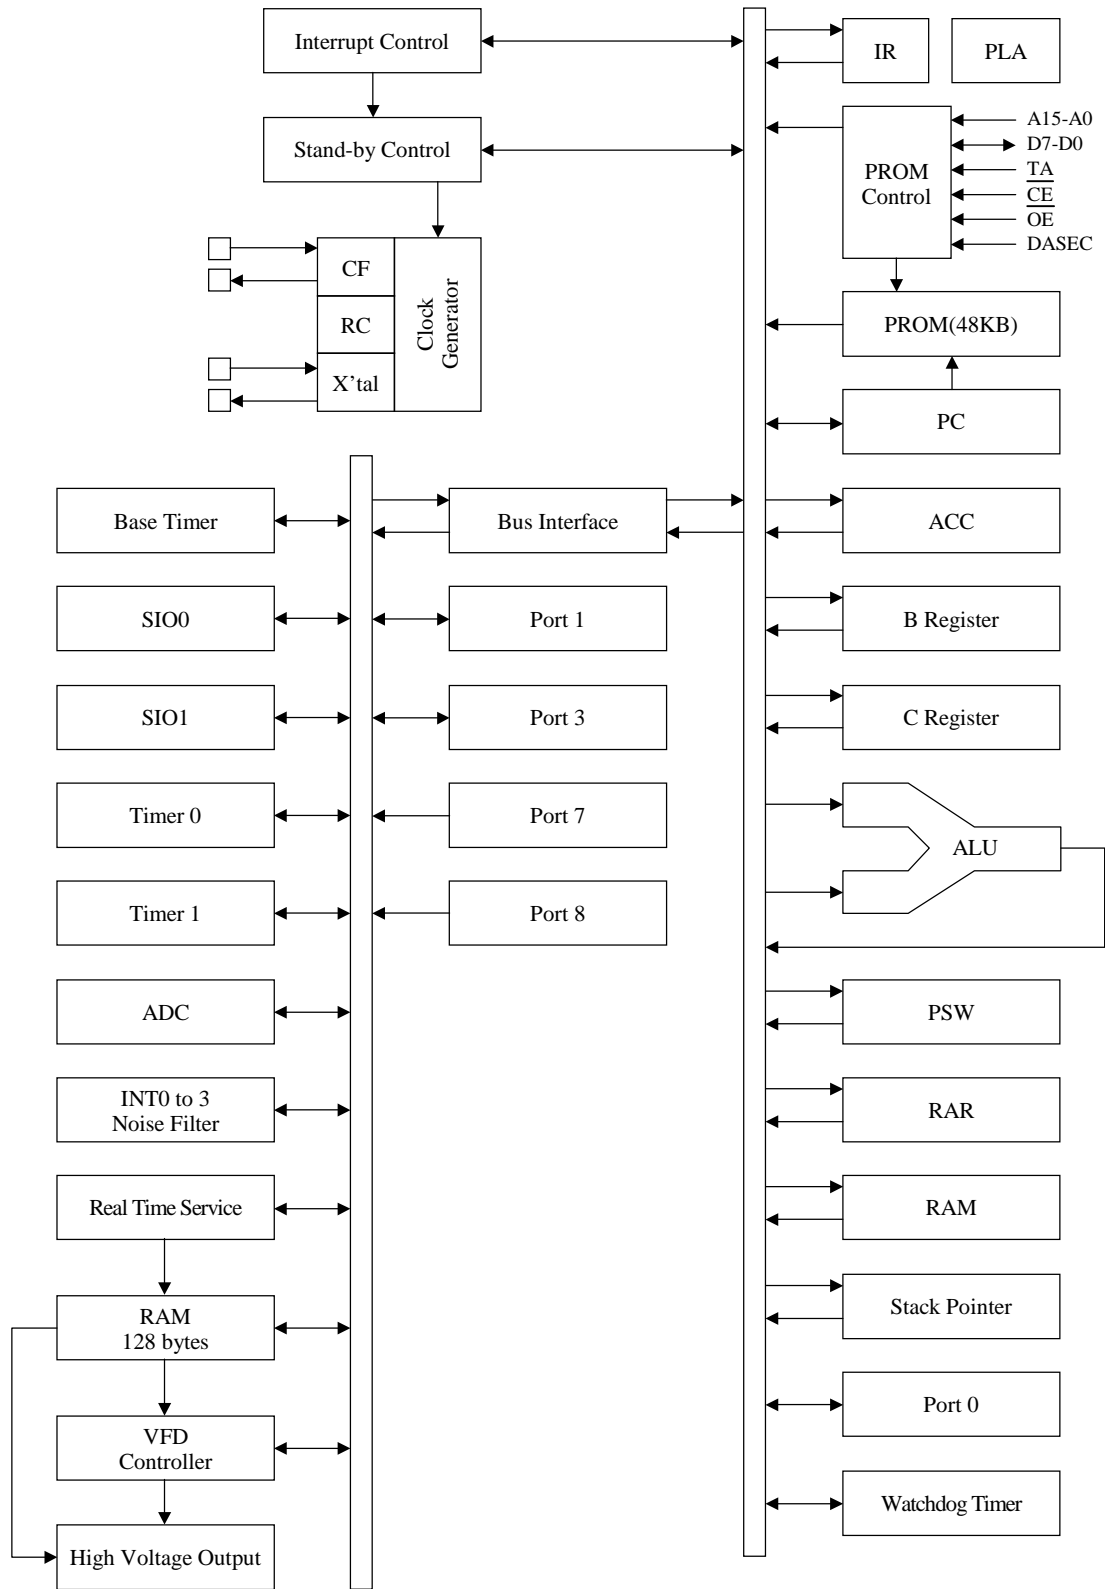 Interrupt Control
IR
PLA
Stand-by Control
PROM
Control
A15-A0
D7-D0
TA
CE
OE
DASEC
CF
RC
X'tal
Clock
Generator
PROM(48KB)
PC
Base Timer
Bus Interface
ACC
SIO0
Port 1
B Register
SIO1
Port 3
C Register
Timer 0
Port 7
ALU
Timer 1
Port 8
ADC
PSW
INT0 to 3
Noise Filter
RAR
Real Time Service
RAM
RAM
128 bytes
Stack Pointer
VFD
Controller
Port 0
High Voltage Output
Watchdog Timer